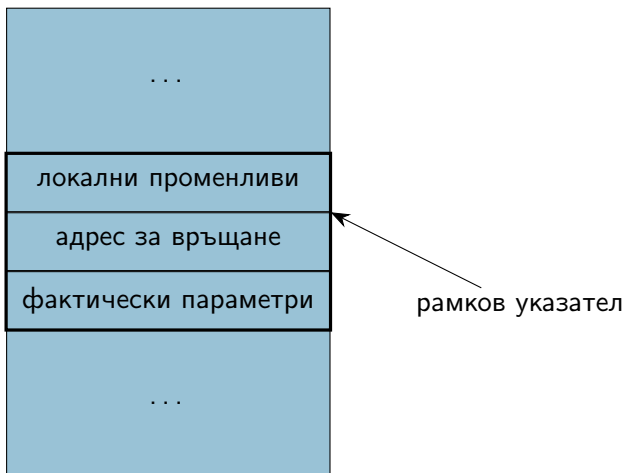 ...
локални променливи
адрес за връщане
фактически параметри
рамков указател
...